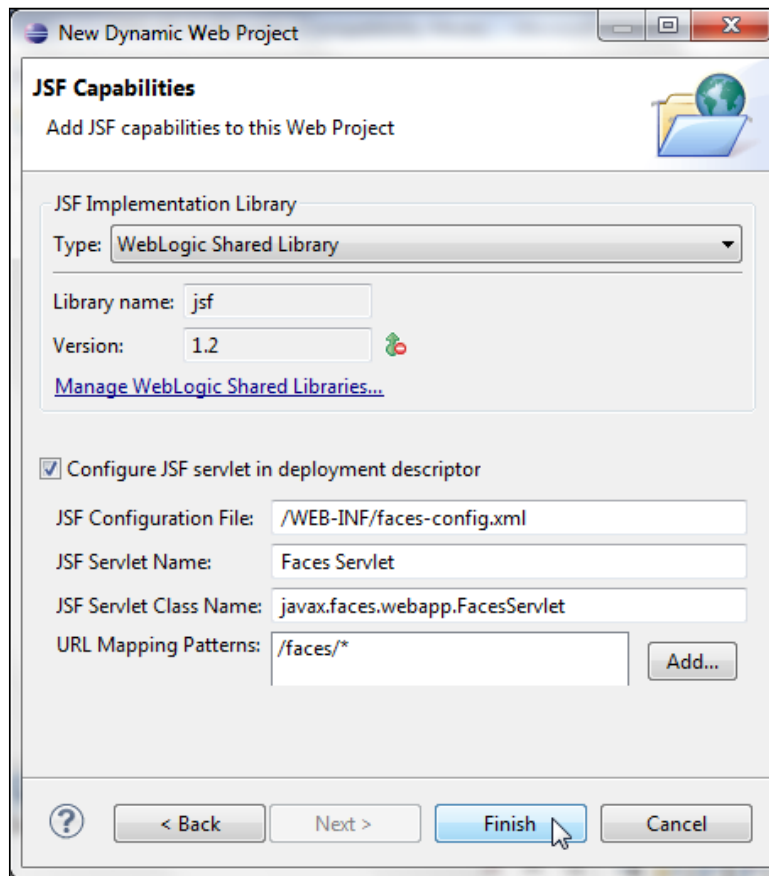 New Dynamic Web Project
JSF Capabilities
Add JSF capabilities to this Web Project
JSF Implementation Library
Type: WebLogic Shared Library
Library name: jsf
Version: 1.2
Manage WebLogic Shared Libraries...
Configure JSF servlet in deployment descriptor
JSF Configuration File: /WEB-INF/faces-config.xml
JSF Servlet Name: Faces Servlet
JSF Servlet Class Name: javax.faces.webapp.FacesServlet
URL Mapping Patterns: /faces/*
Add...
? < Back Next > Finish Cancel